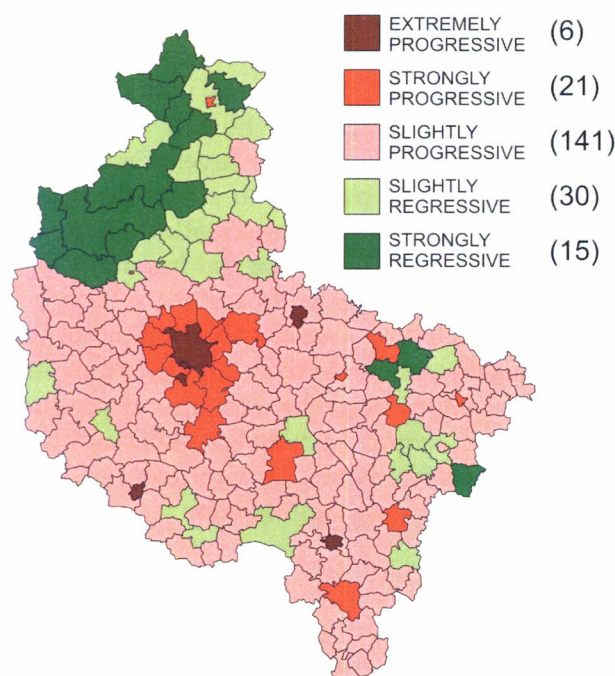 EXTREMELY
PROGRESSIVE (6)
STRONGLY
PROGRESSIVE (21)
SLIGHTLY
PROGRESSIVE (141)
SLIGHTLY
REGRESSIVE (30)
STRONGLY
REGRESSIVE (15)